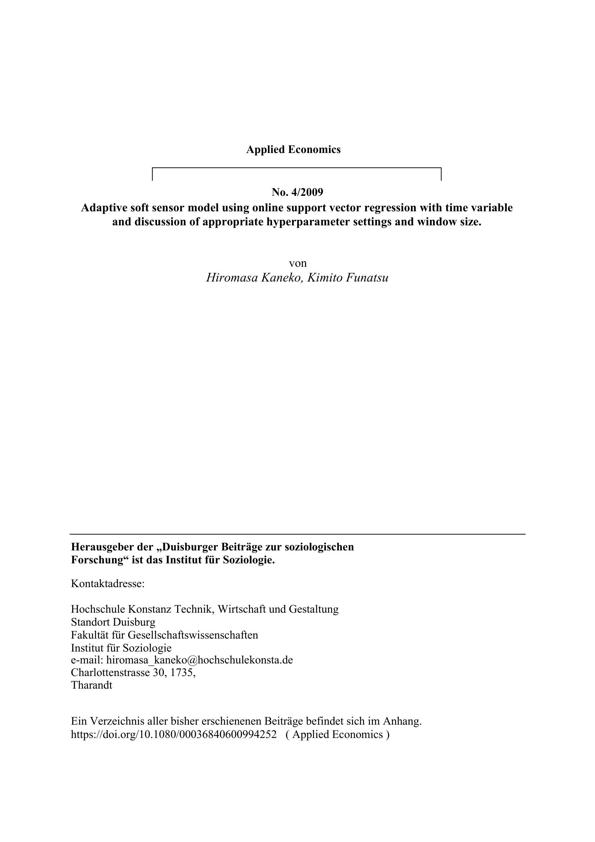 Applied Economics
No. 4/2009
Adaptive soft sensor model using online support vector regression with time variable
and discussion of appropriate hyperparameter settings and window size.
von
Hiromasa Kaneko, Kimito Funatsu
Herausgeber der „Duisburger Beiträge zur soziologischen
Forschung“ ist das Institut für Soziologie.
Kontaktadresse:
Hochschule Konstanz Technik, Wirtschaft und Gestaltung
Standort Duisburg
Fakultät für Gesellschaftswissenschaften
Institut für Soziologie
e-mail: hiromasa_kaneko@hochschulekonsta.de
Charlottenstrasse 30, 1735,
Tharandt
Ein Verzeichnis aller bisher erschienenen Beiträge befindet sich im Anhang.
https://doi.org/10.1080/00036840600994252 ( Applied Economics )